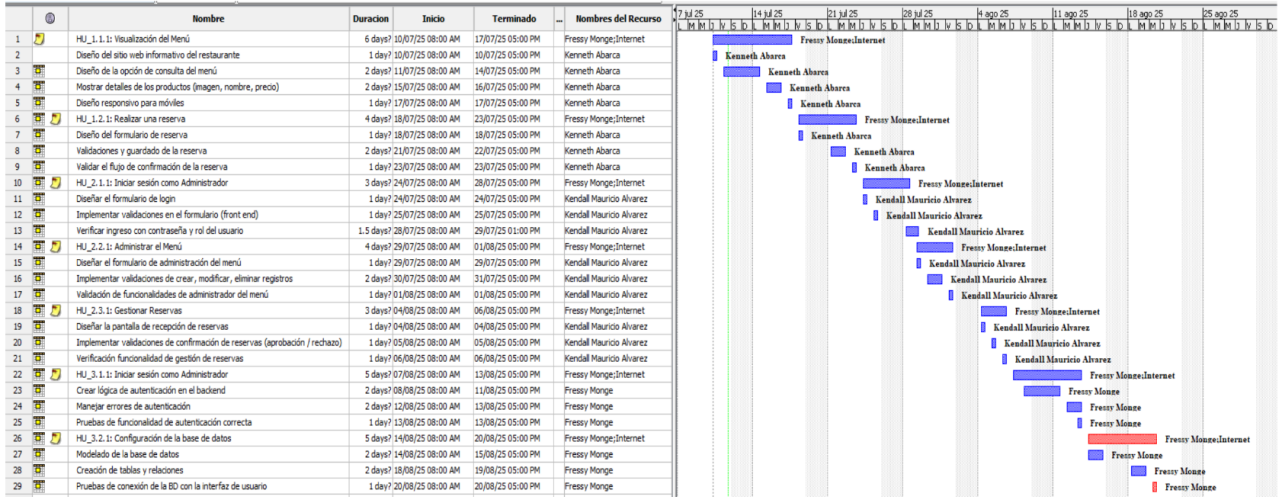 Nombre Duracion Inicio Terminado ... Nombres del Recurso
7 jul 25 14 jul 25 21 jul 25 28 jul 25 4 ago 25 11 ago 25 18 ago 25 25 ago 25
1 HU_1.1.1: Visualización del Menú 6 days? 10/07/25 08:00 AM 17/07/25 05:00 PM Fressy Monge;Internet Fressy Monge;Internet
2 Diseño del sitio web informativo del restaurante 1 day? 10/07/25 08:00 AM 10/07/25 05:00 PM Kenneth Abarca Kenneth Abarca
3 Diseño de la opción de consulta del menú 2 days? 11/07/25 08:00 AM 14/07/25 05:00 PM Kenneth Abarca Kenneth Abarca
4 Mostrar detalles de los productos (imagen, nombre, precio) 2 days? 15/07/25 08:00 AM 16/07/25 05:00 PM Kenneth Abarca Kenneth Abarca
5 Diseño responsivo para móviles 1 day? 17/07/25 08:00 AM 17/07/25 05:00 PM Kenneth Abarca Kenneth Abarca
6 HU_1.2.1: Realizar una reserva 4 days? 18/07/25 08:00 AM 23/07/25 05:00 PM Fressy Monge;Internet Fressy Monge;Internet
7 Diseño del formulario de reserva 1 day? 18/07/25 08:00 AM 18/07/25 05:00 PM Kenneth Abarca Kenneth Abarca
8 Validaciones y guardado de la reserva 2 days? 21/07/25 08:00 AM 22/07/25 05:00 PM Kenneth Abarca Kenneth Abarca
9 Validar el flujo de confirmación de la reserva 1 day? 23/07/25 08:00 AM 23/07/25 05:00 PM Kenneth Abarca Kenneth Abarca
10 HU_2.1.1: Iniciar sesión como Administrador 3 days? 24/07/25 08:00 AM 28/07/25 05:00 PM Fressy Monge;Internet Fressy Monge;Internet
11 Diseñar el formulario de login 1 day? 24/07/25 08:00 AM 24/07/25 05:00 PM Kendall Mauricio Alvarez Kendall Mauricio Alvarez
12 Implementar validaciones en el formulario (front end) 1 day? 25/07/25 08:00 AM 25/07/25 05:00 PM Kendall Mauricio Alvarez Kendall Mauricio Alvarez
13 Verificar ingreso con contraseña y rol del usuario 1.5 days? 28/07/25 08:00 AM 29/07/25 01:00 PM Kendall Mauricio Alvarez Kendall Mauricio Alvarez
14 HU_2.2.1: Administrar el Menú 4 days? 29/07/25 08:00 AM 01/08/25 05:00 PM Fressy Monge;Internet Fressy Monge;Internet
15 Diseñar el formulario de administración del menú 1 day? 29/07/25 08:00 AM 29/07/25 05:00 PM Kendall Mauricio Alvarez Kendall Mauricio Alvarez
16 Implementar validaciones de crear, modificar, eliminar registros 2 days? 30/07/25 08:00 AM 31/07/25 05:00 PM Kendall Mauricio Alvarez Kendall Mauricio Alvarez
17 Validación de funcionalidades de administrador del menú 1 day? 01/08/25 08:00 AM 01/08/25 05:00 PM Kendall Mauricio Alvarez Kendall Mauricio Alvarez
18 HU_2.3.1: Gestionar Reservas 3 days? 04/08/25 08:00 AM 06/08/25 05:00 PM Fressy Monge;Internet Fressy Monge;Internet
19 Diseñar la pantalla de recepción de reservas 1 day? 04/08/25 08:00 AM 04/08/25 05:00 PM Kendall Mauricio Alvarez Kendall Mauricio Alvarez
20 Implementar validaciones de confirmación de reservas (aprobación / rechazo) 1 day? 05/08/25 08:00 AM 05/08/25 05:00 PM Kendall Mauricio Alvarez Kendall Mauricio Alvarez
21 Verificación funcionalidad de gestión de reservas 1 day? 06/08/25 08:00 AM 06/08/25 05:00 PM Kendall Mauricio Alvarez Kendall Mauricio Alvarez
22 HU_3.1.1: Iniciar sesión como Administrador 5 days? 07/08/25 08:00 AM 13/08/25 05:00 PM Fressy Monge;Internet Fressy Monge;Internet
23 Crear lógica de autenticación en el backend 2 days? 08/08/25 08:00 AM 11/08/25 05:00 PM Fressy Monge Fressy Monge
24 Manejar errores de autenticación 2 days? 12/08/25 08:00 AM 13/08/25 05:00 PM Fressy Monge Fressy Monge
25 Pruebas de funcionalidad de autenticación correcta 1 day? 13/08/25 08:00 AM 13/08/25 05:00 PM Fressy Monge Fressy Monge
26 HU_3.2.1: Configuración de la base de datos 5 days? 14/08/25 08:00 AM 20/08/25 05:00 PM Fressy Monge;Internet Fressy Monge;Internet
27 Modelado de la base de datos 2 days? 14/08/25 08:00 AM 15/08/25 05:00 PM Fressy Monge Fressy Monge
28 Creación de tablas y relaciones 2 days? 18/08/25 08:00 AM 19/08/25 05:00 PM Fressy Monge Fressy Monge
29 Pruebas de conexión de la BD con la interfaz de usuario 1 day? 20/08/25 08:00 AM 20/08/25 05:00 PM Fressy Monge Fressy Monge